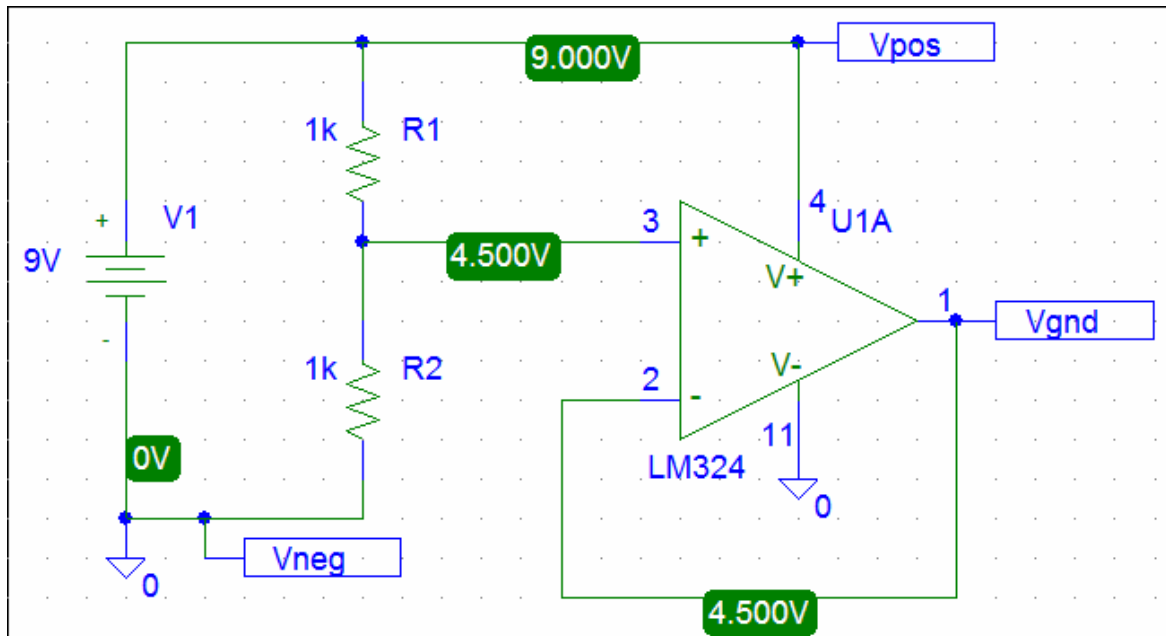 Vpos
9.000V
1k R1
+ V1
9V
3 + 4 U1A
4.500V
V+
1 Vgnd
1k R2
-
2 - V-
11
0V
LM324
0
Vneg
0
4.500V